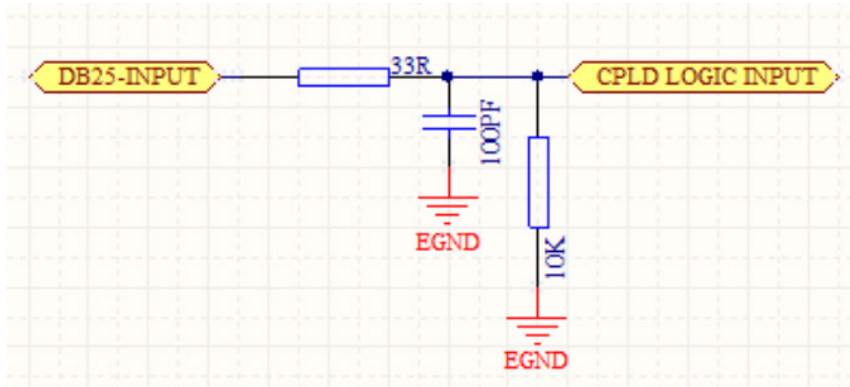 DB25-INPUT
33R
CPLD LOGIC INPUT
100PF
EGND
10K
EGND